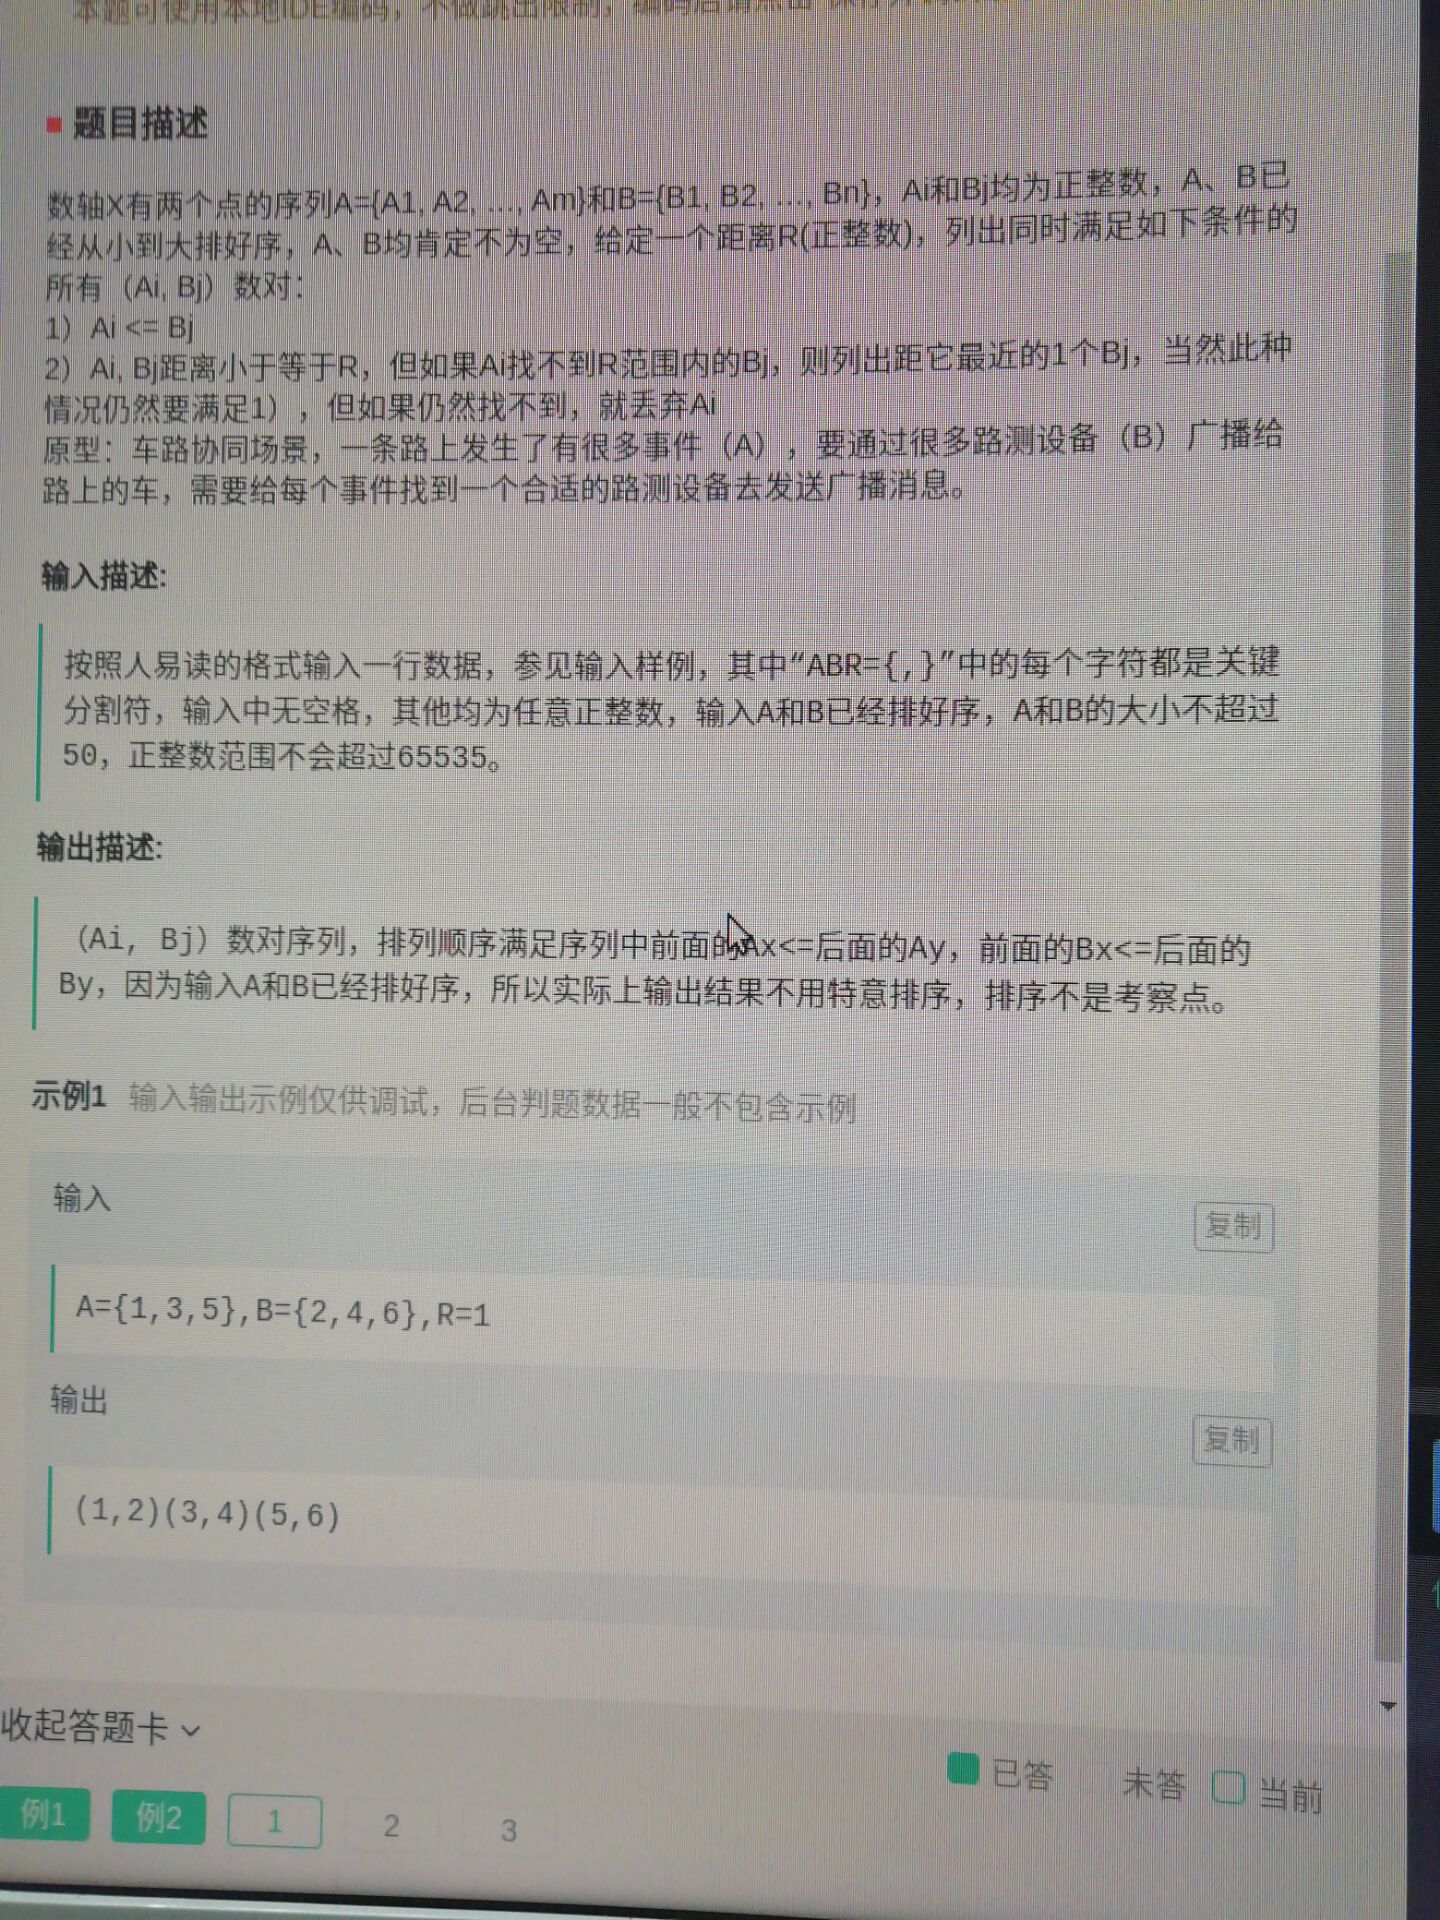 本题可使用本地IDE编码，不做跳出限制，编码后请点击
题目描述
数轴X有两个点的序列A={A1, A2, ..., Am}和B={B1, B2, ..., Bn}，Ai和Bj均为正整数，A、B已
经从小到大排好序，A、B均肯定不为空，给定一个距离R(正整数)，列出同时满足如下条件的
所有（Ai, Bj）数对：
1）Ai <= Bj
2）Ai, Bj距离小于等于R，但如果Ai找不到R范围内的Bj，则列出距它最近的1个Bj，当然此种
情况仍然要满足1），但如果仍然找不到，就丢弃Ai
原型：车路协同场景，一条路上发生了有很多事件（A），要通过很多路测设备（B）广播给
路上的车，需要给每个事件找到一个合适的路测设备去发送广播消息。
输入描述:
按照人易读的格式输入一行数据，参见输入样例，其中“ABR={,}”中的每个字符都是关键
分割符，输入中无空格，其他均为任意正整数，输入A和B已经排好序，A和B的大小不超过
50，正整数范围不会超过65535。
输出描述:
（Ai, Bj）数对序列，排列顺序满足序列中前面的Ax<=后面的Ay，前面的Bx<=后面的
By，因为输入A和B已经排好序，所以实际上输出结果不用特意排序，排序不是考察点。
示例1 输入输出示例仅供调试，后台判题数据一般不包含示例
输入
复制
A={1,3,5},B={2,4,6},R=1
输出
复制
(1,2)(3,4)(5,6)
收起答题卡
已答 未答 当前
例1 例2 1 2 3